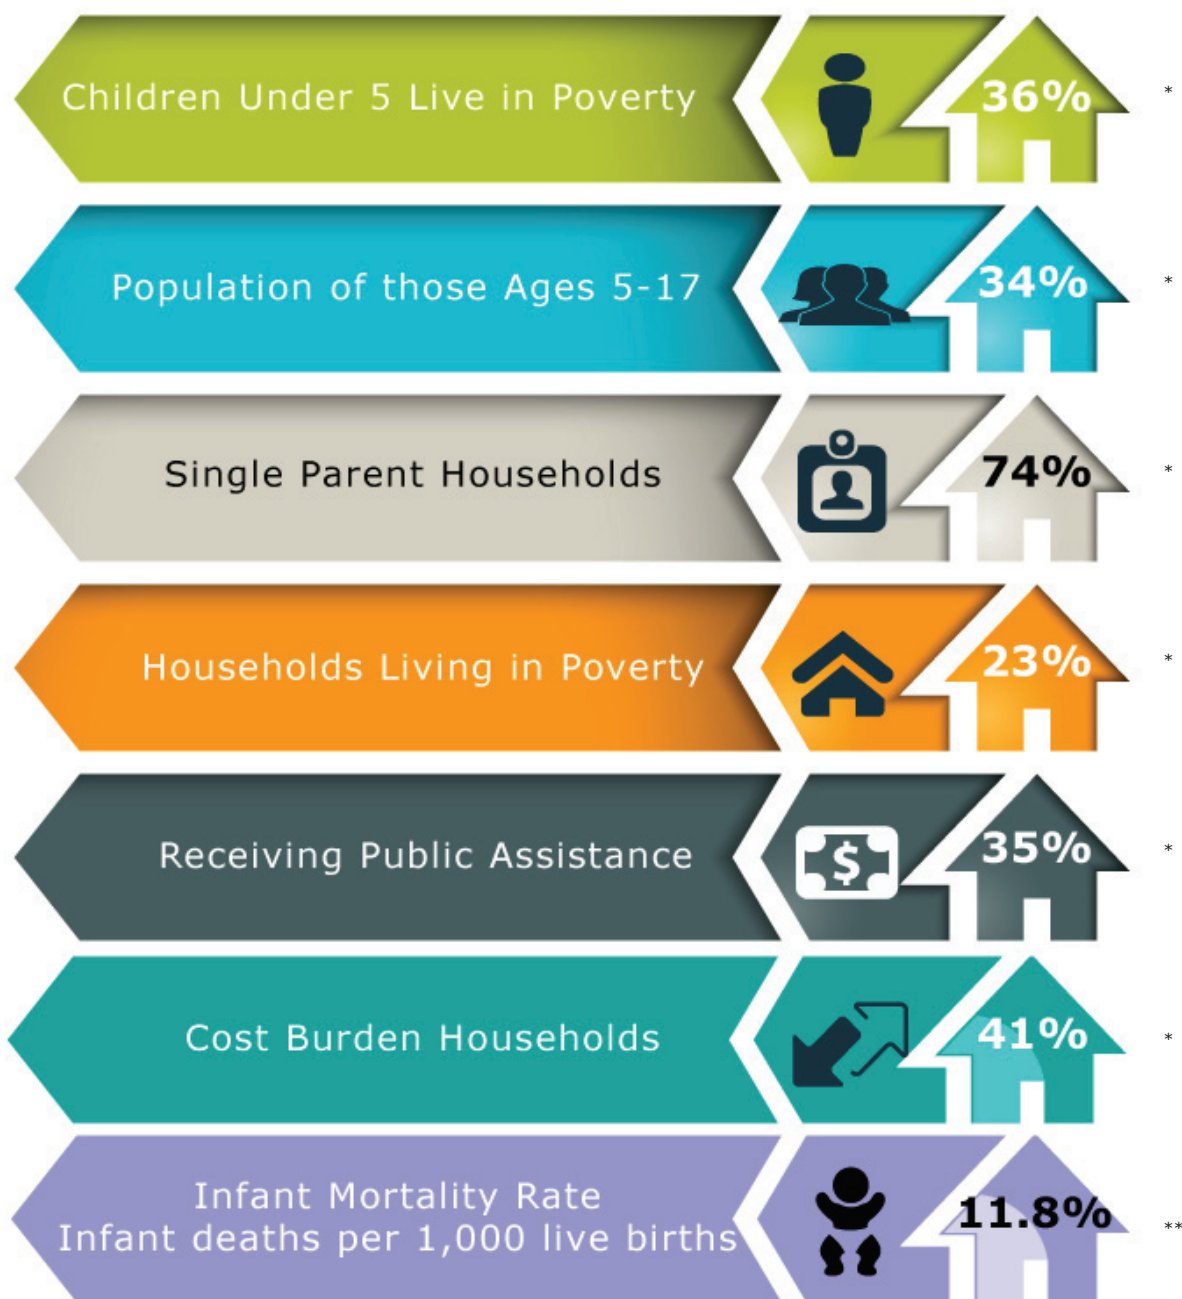 Children Under 5 Live in Poverty 36% *
Population of those Ages 5-17 34% *
Single Parent Households 74% *
Households Living in Poverty 23% *
Receiving Public Assistance $ 35% *
Cost Burden Households 41% *
Infant Mortality Rate
Infant deaths per 1,000 live births 11.8% **